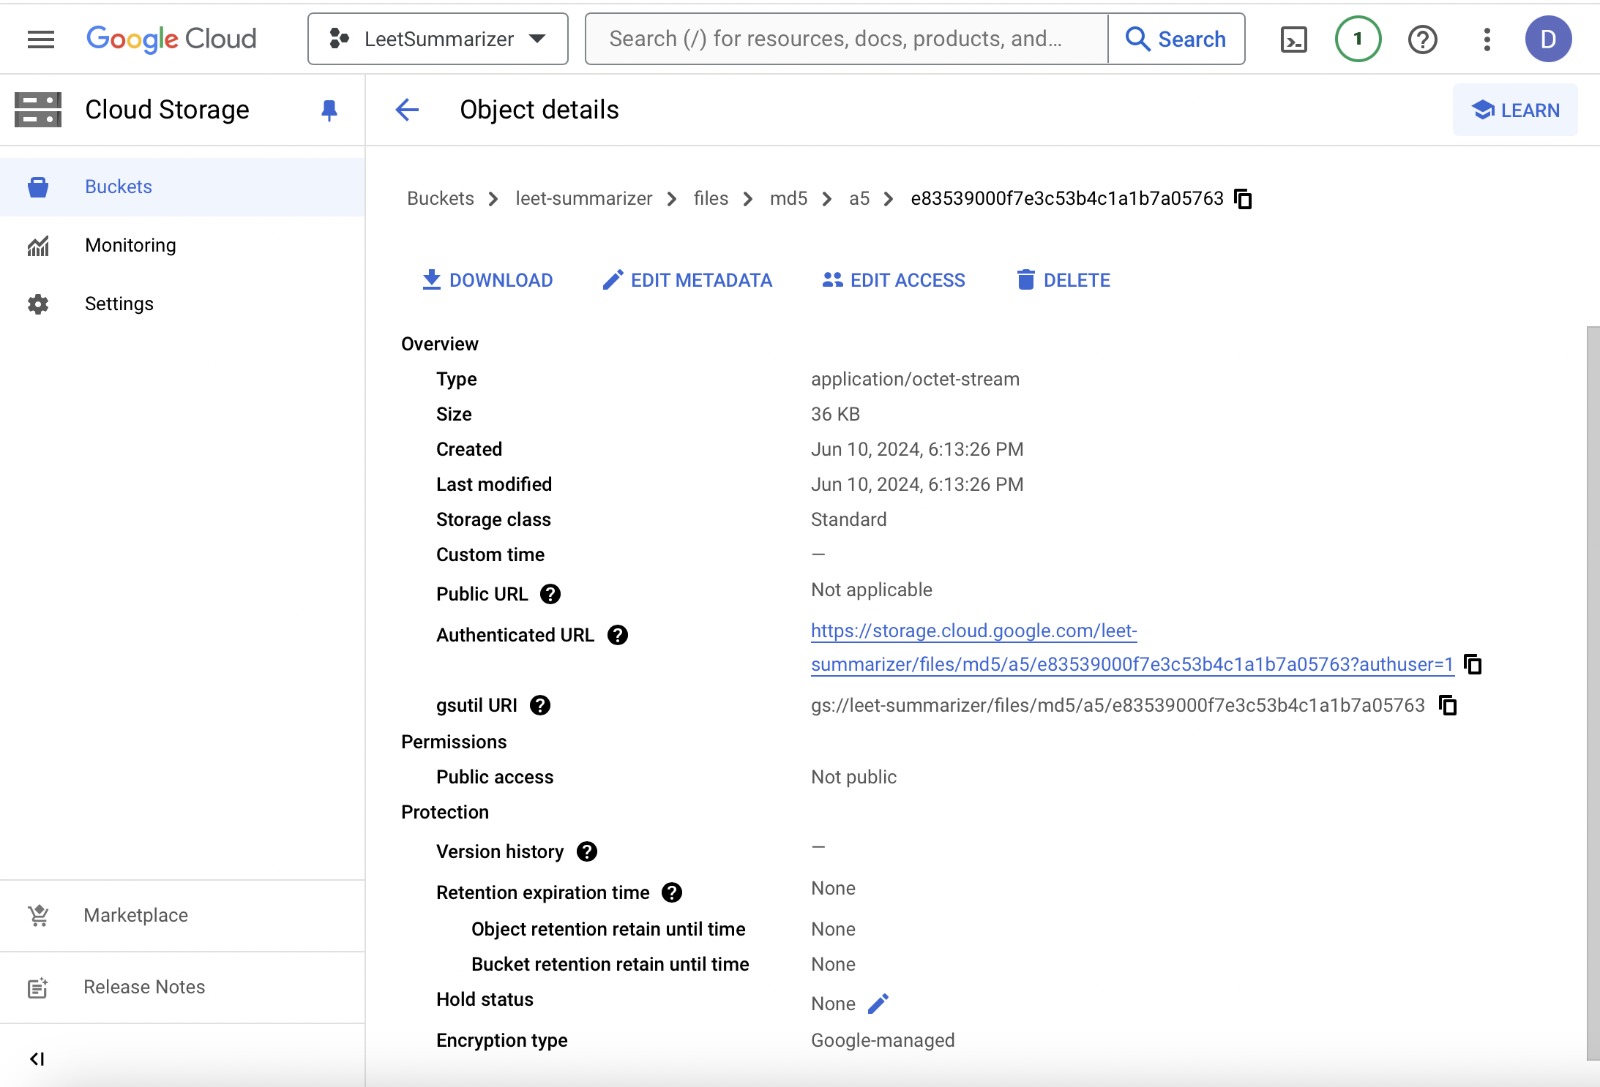 Google Cloud
LeetSummarizer
Search (/) for resources, docs, products, and...
Search
1
D
Cloud Storage
Object details
LEARN
Buckets
Monitoring
Settings
Buckets > leet-summarizer > files > md5 > a5 > e83539000f7e3c53b4c1a1b7a05763
DOWNLOAD
EDIT METADATA
EDIT ACCESS
DELETE
Overview
Type application/octet-stream
Size 36 KB
Created Jun 10, 2024, 6:13:26 PM
Last modified Jun 10, 2024, 6:13:26 PM
Storage class Standard
Custom time —
Public URL Not applicable
Authenticated URL https://storage.cloud.google.com/leet-
summarizer/files/md5/a5/e83539000f7e3c53b4c1a1b7a05763?authuser=1
gsutil URI gs://leet-summarizer/files/md5/a5/e83539000f7e3c53b4c1a1b7a05763
Permissions
Public access Not public
Protection
Version history —
Retention expiration time None
Object retention retain until time None
Bucket retention retain until time None
Hold status None
Encryption type Google-managed
Marketplace
Release Notes